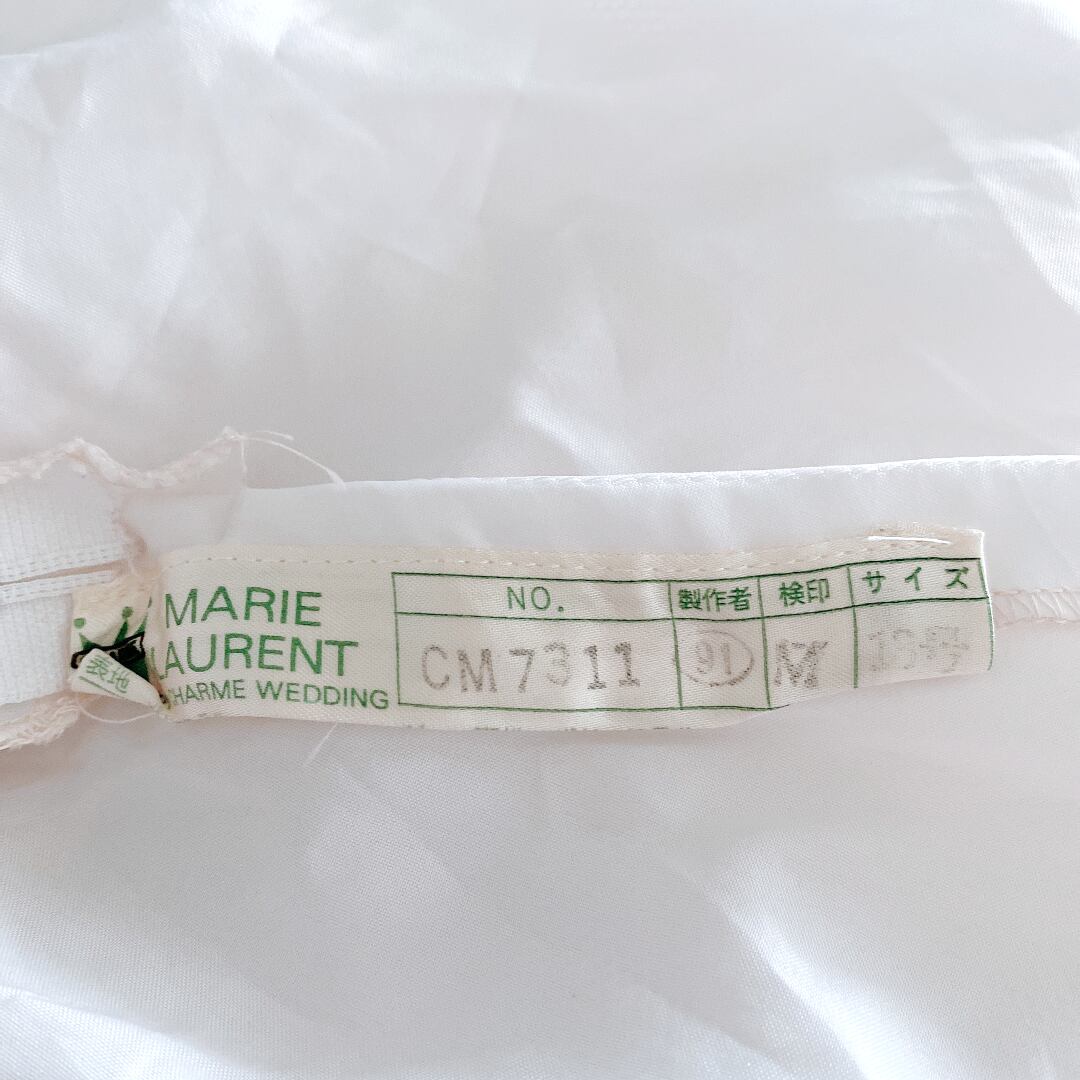 MARIE
LAURENT
CHARME WEDDING
表地
NO.
製作者
検印
サイズ
CM7311
91
M
13号